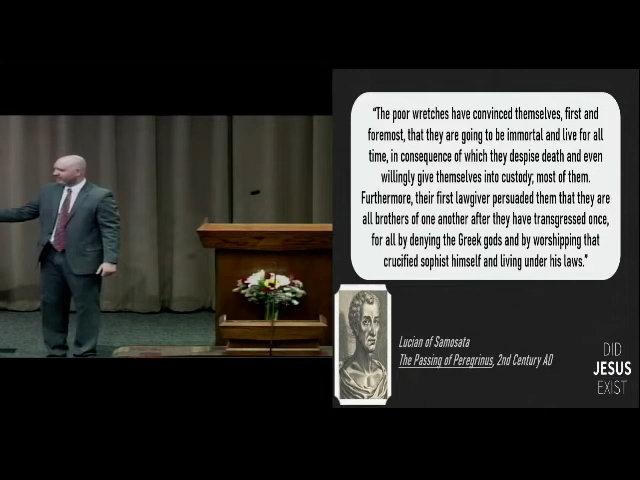 "The poor wretches have convinced themselves, first and
foremost, that they are going to be immortal and live for all
time, in consequence of which they despise death and even
willingly give themselves into custody; most of them.
Furthermore, their first lawgiver persuaded them that they are
all brothers of one another after they have transgressed once,
for all by denying the Greek gods and by worshipping that
crucified sophist himself and living under his laws."
Lucian of Samosata
The Passing of Peregrinus, 2nd Century AD
DID
JESUS
EXIST